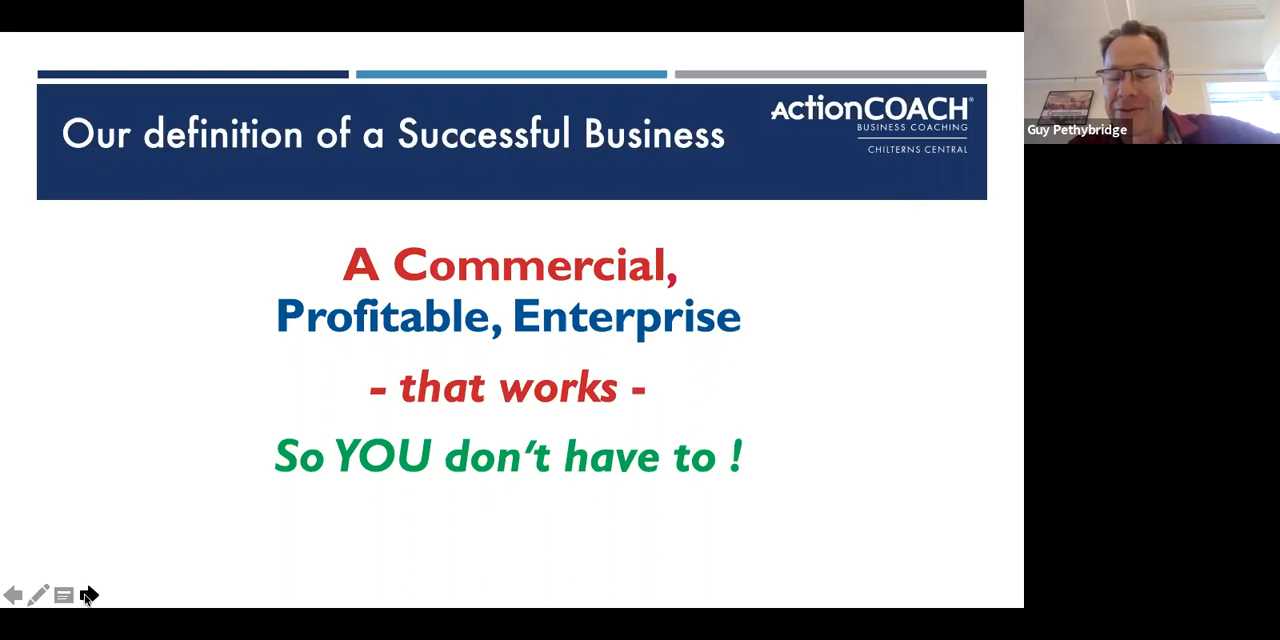 Our definition of a Successful Business
ActionCOACH®
BUSINESS COACHING
CHILTERNS CENTRAL
A Commercial,
Profitable, Enterprise
- that works -
So YOU don't have to !
Guy Pethybridge